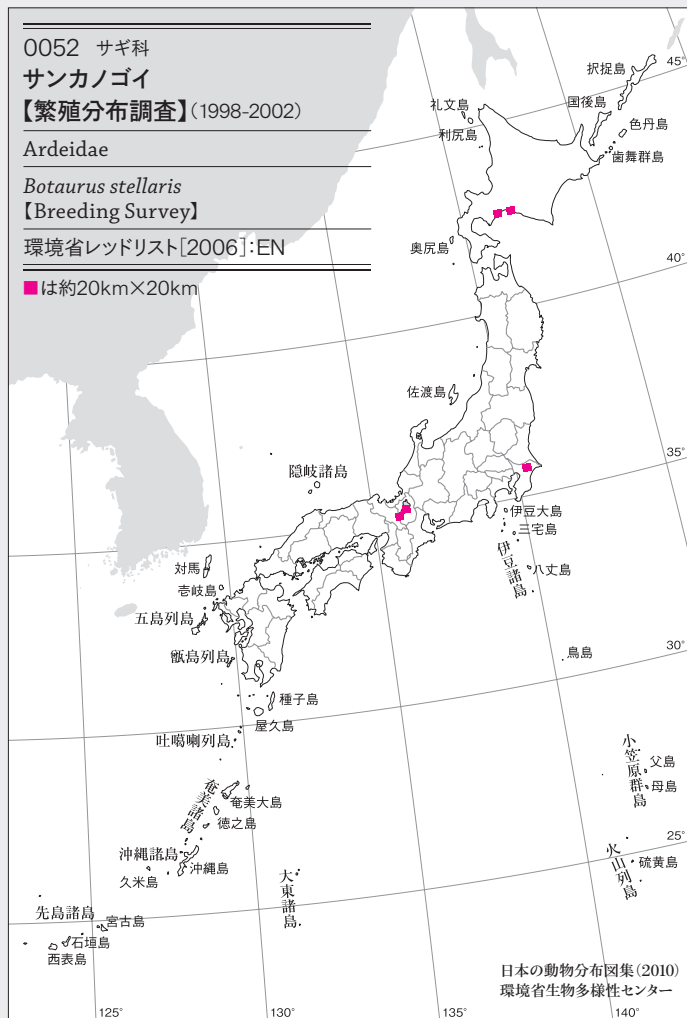 0052 サギ科
サンカノゴイ
【繁殖分布調査】(1998-2002)
Ardeidae
Botaurus stellaris
【Breeding Survey】
環境省レッドリスト[2006]:EN
■は約20km×20km
45°
択捉島
国後島
色丹島
歯舞群島
礼文島
利尻島
奥尻島
40°
佐渡島
35°
隠岐諸島
伊豆大島
三宅島
八丈島
伊豆諸島
対馬
壱岐島
五島列島
甑島列島
鳥島
30°
種子島
屋久島
吐噶喇列島
小笠原群島
父島
母島
奄美諸島
奄美大島
徳之島
25°
火山列島
硫黄島
沖縄諸島
沖縄島
久米島
大東諸島
先島諸島
宮古島
石垣島
西表島
日本の動物分布図集(2010)
環境省生物多様性センター
125°
130°
135°
140°